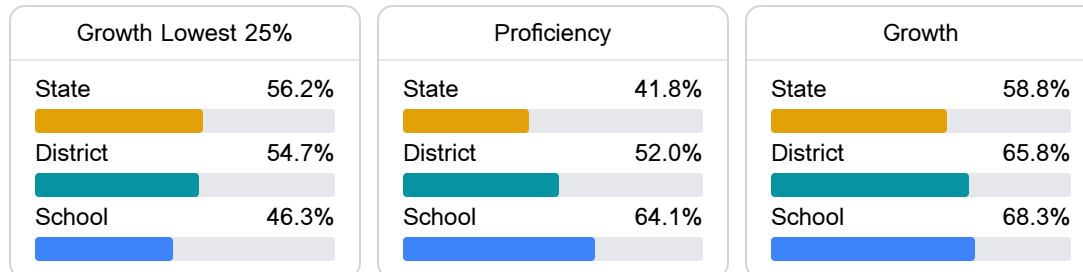 Growth Lowest 25%
State 56.2%
District 54.7%
School 46.3%
Proficiency
State 41.8%
District 52.0%
School 64.1%
Growth
State 58.8%
District 65.8%
School 68.3%